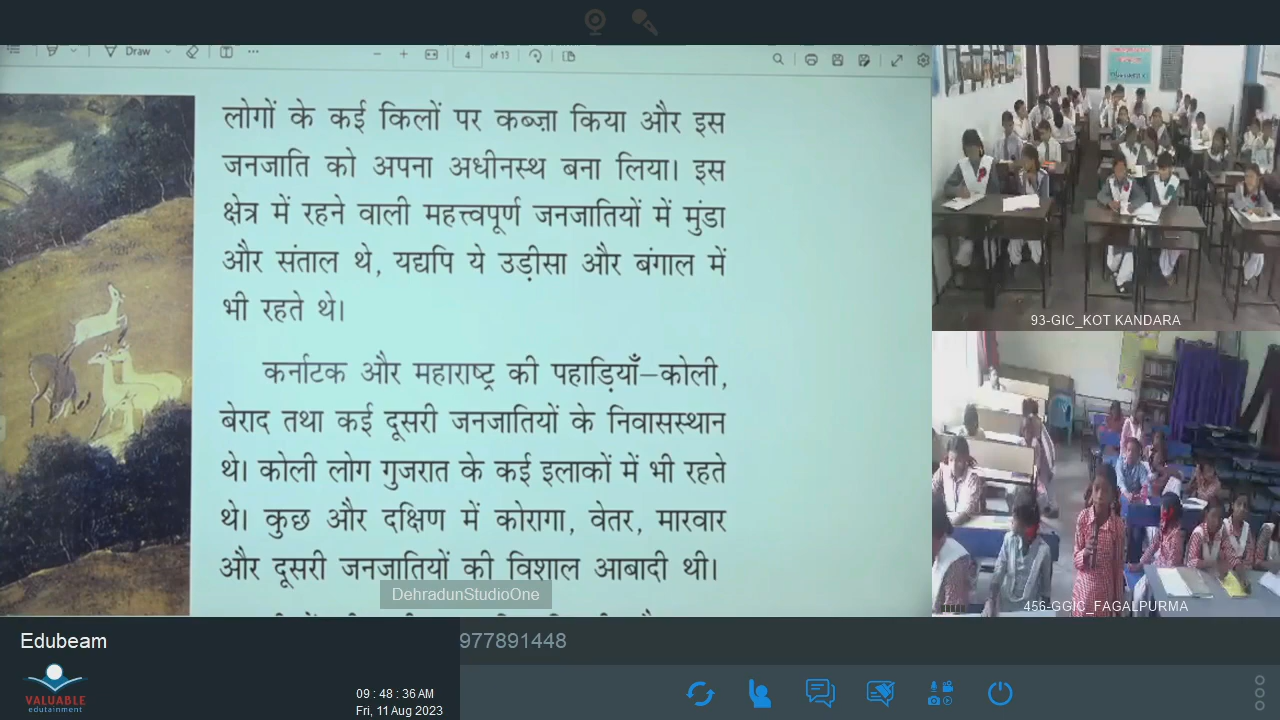 Draw
4
of 13
लोगों के कई किलों पर कब्ज़ा किया और इस
जनजाति को अपना अधीनस्थ बना लिया। इस
क्षेत्र में रहने वाली महत्त्वपूर्ण जनजातियों में मुंडा
और संताल थे, यद्यपि ये उड़ीसा और बंगाल में
भी रहते थे।
कर्नाटक और महाराष्ट्र की पहाड़ियाँ–कोली,
बेराद तथा कई दूसरी जनजातियों के निवासस्थान
थे। कोली लोग गुजरात के कई इलाकों में भी रहते
थे। कुछ और दक्षिण में कोरागा, वेतर, मारवार
और दूसरी जनजातियों की विशाल आबादी थी।
DehradunStudioOne
93-GIC_KOT KANDARA
456-GGIC_FAGALPURMA
Edubeam
977891448
VALUABLE
edutainment
09 : 48 : 36 AM
Fri, 11 Aug 2023